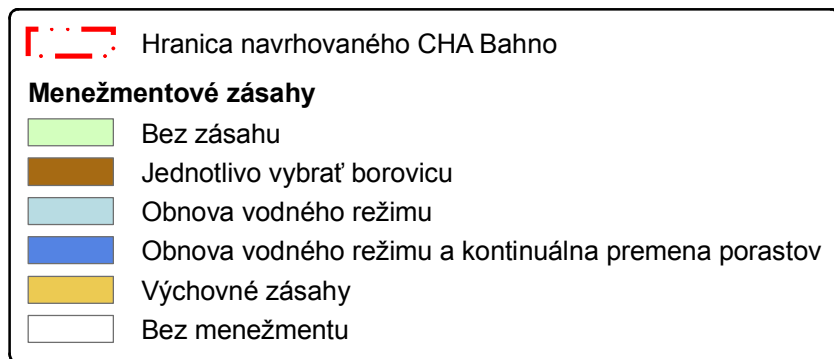 Hranica navrhovaného CHA Bahno
Menežmentové zásahy
Bez zásahu
Jednotlivo vybrať borovicu
Obnova vodného režimu
Obnova vodného režimu a kontinuálna premena porastov
Výchovné zásahy
Bez menežmentu